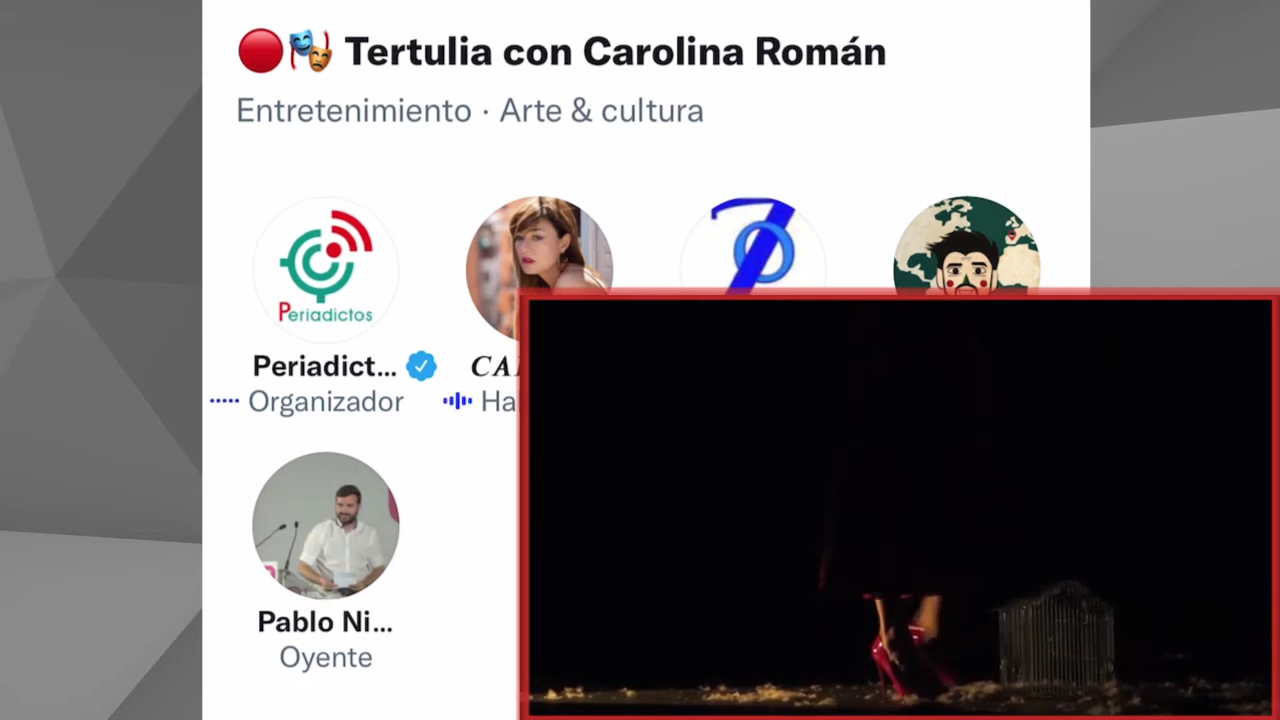 Tertulia con Carolina Román
Entretenimiento · Arte & cultura
Periadictos
Periadict...
Organizador
Pablo Ni...
Oyente